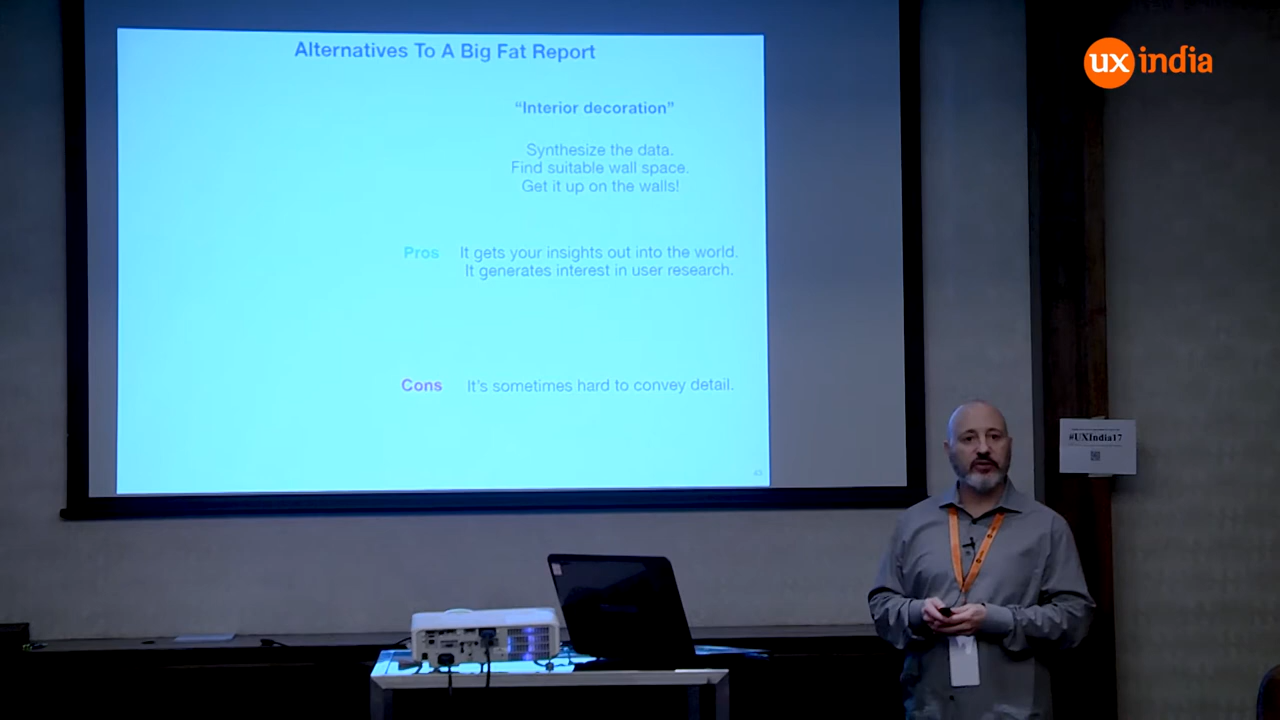 Alternatives To A Big Fat Report
ux india
“Interior decoration”
Synthesize the data.
Find suitable wall space.
Get it up on the walls!
Pros It gets your insights out into the world.
It generates interest in user research.
Cons It's sometimes hard to convey detail.
#UXIndia17